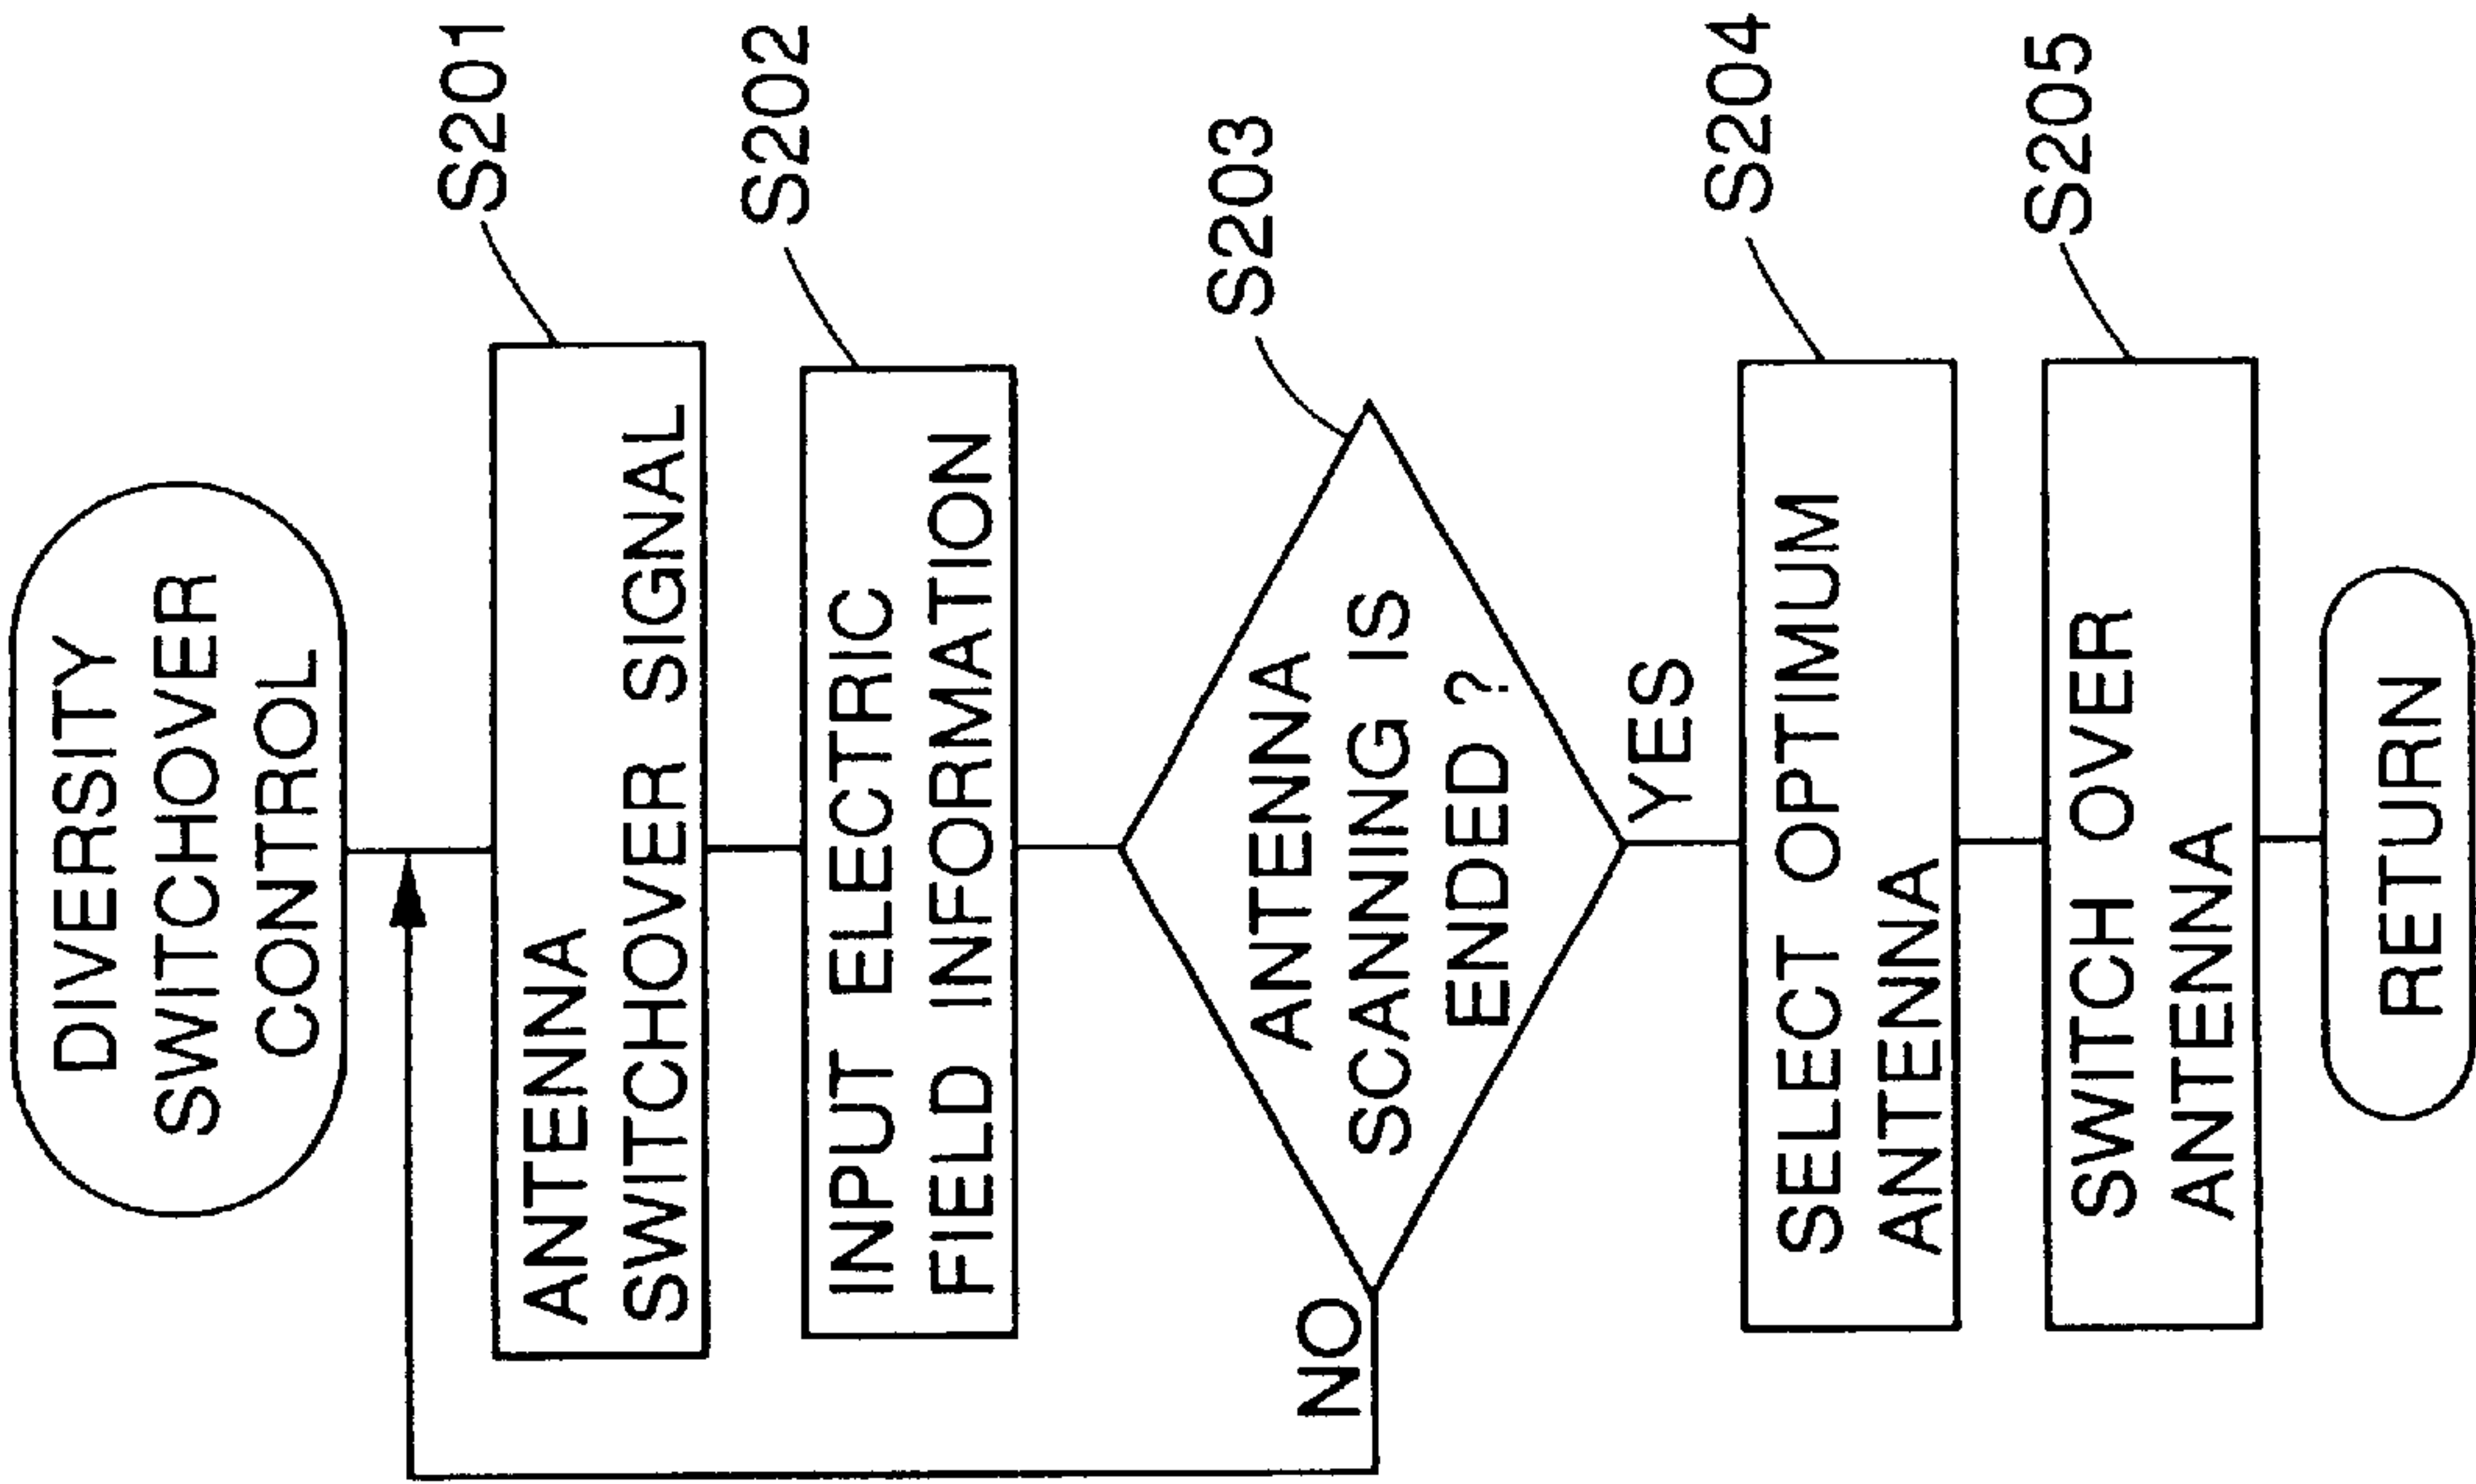 DIVERSITY
SWITCHOVER
CONTROL
S201
ANTENNA
SWITCHOVER SIGNAL
S202
INPUT ELECTRIC
FIELD INFORMATION
S203
ANTENNA
SCANNING IS
ENDED ?
NO
YES
S204
SELECT OPTIMUM
ANTENNA
S205
SWITCH OVER
ANTENNA
RETURN